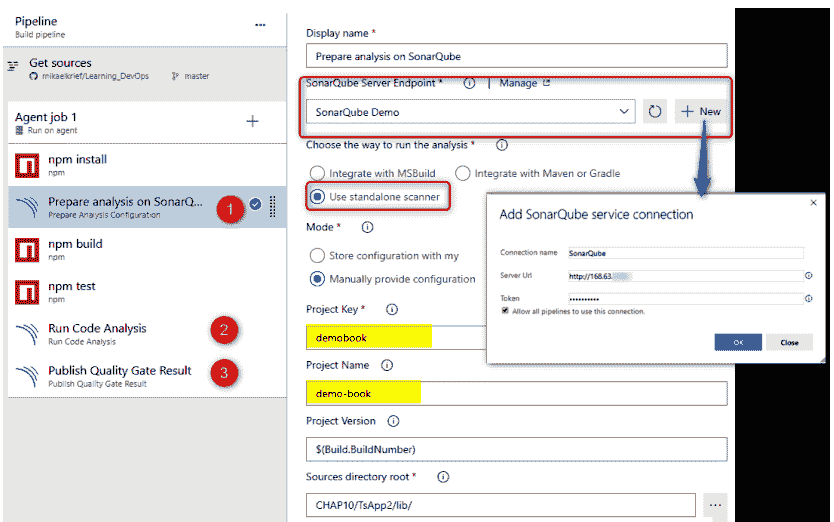 Pipeline
Build pipeline
...
Get sources
mikaelkrief/Learning_DevOps
master
Agent job 1
Run on agent
npm install
npm
Prepare analysis on SonarQ...
Prepare Analysis Configuration
1
npm build
npm
npm test
npm
Run Code Analysis
Run Code Analysis
2
Publish Quality Gate Result
Publish Quality Gate Result
3
Display name *
Prepare analysis on SonarQube
SonarQube Server Endpoint * | Manage
SonarQube Demo
+ New
Choose the way to run the analysis *
Integrate with MSBuild
Integrate with Maven or Gradle
Use standalone scanner
Mode *
Store configuration with my
Manually provide configuration
Project Key *
demobook
Project Name
demo-book
Project Version
$(Build.BuildNumber)
Sources directory root *
CHAP10/TsApp2/lib/
...
Add SonarQube service connection
Connection name
SonarQube
Server Url
http://168.63.
Token
••••••••••
Allow all pipelines to use this connection.
OK
Close